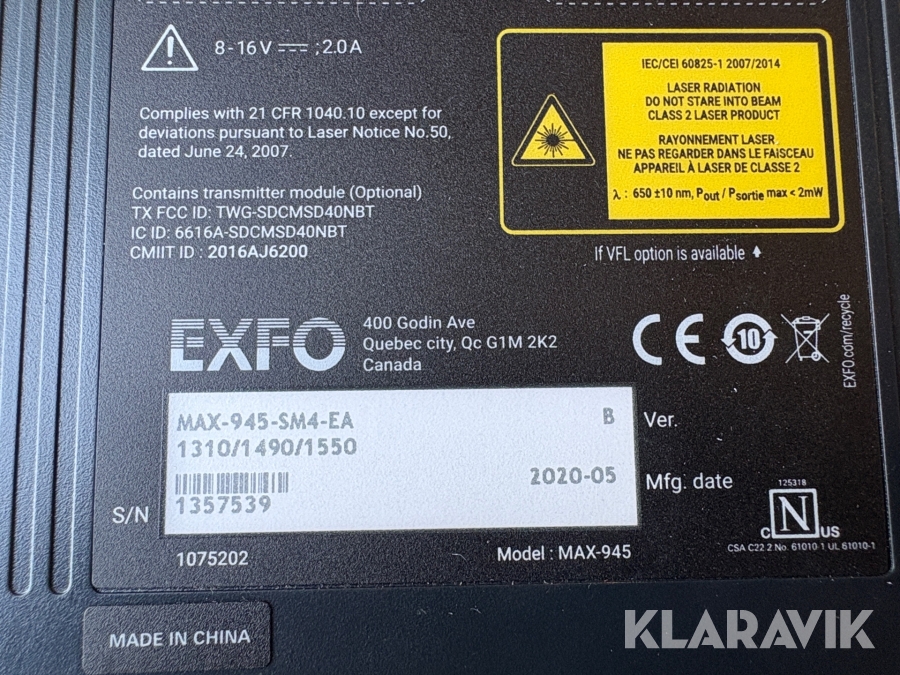 8-16V ⎓ ;2.0A
Complies with 21 CFR 1040.10 except for
deviations pursuant to Laser Notice No.50,
dated June 24, 2007.
Contains transmitter module (Optional)
TX FCC ID: TWG-SDCMSD40NBT
IC ID: 6616A-SDCMSD40NBT
CMIIT ID : 2016AJ6200
IEC/CEI 60825-1 2007/2014
LASER RADIATION
DO NOT STARE INTO BEAM
CLASS 2 LASER PRODUCT
RAYONNEMENT LASER
NE PAS REGARDER DANS LE FAISCEAU
APPAREIL À LASER DE CLASSE 2
λ : 650 ±10 nm, Pout / Psortie max < 2mW
If VFL option is available
EXFO
400 Godin Ave
Quebec city, Qc G1M 2K2
Canada
CE
10
EXFO.com/recycle
MAX-945-SM4-EA B Ver.
1310/1490/1550
2020-05 Mfg. date
S/N 1357539
125318
c N US
CSA C22.2 No. 61010-1 UL 61010-1
1075202
Model : MAX-945
MADE IN CHINA
KLARAVIK